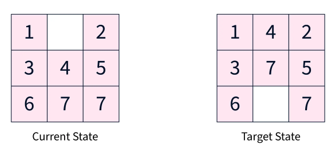 1 2 1 4 2
3 4 5 3 7 5
6 7 7 6 7
Current State Target State